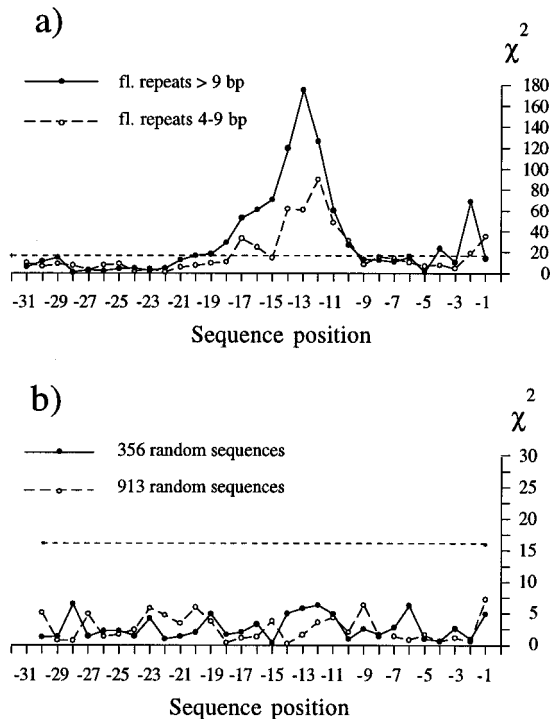 a)
χ2
fl. repeats > 9 bp
fl. repeats 4-9 bp
180
160
140
120
100
80
60
40
20
0
-31 -29 -27 -25 -23 -21 -19 -17 -15 -13 -11 -9 -7 -5 -3 -1
Sequence position
b)
χ2
356 random sequences
913 random sequences
30
25
20
15
10
5
0
-31 -29 -27 -25 -23 -21 -19 -17 -15 -13 -11 -9 -7 -5 -3 -1
Sequence position